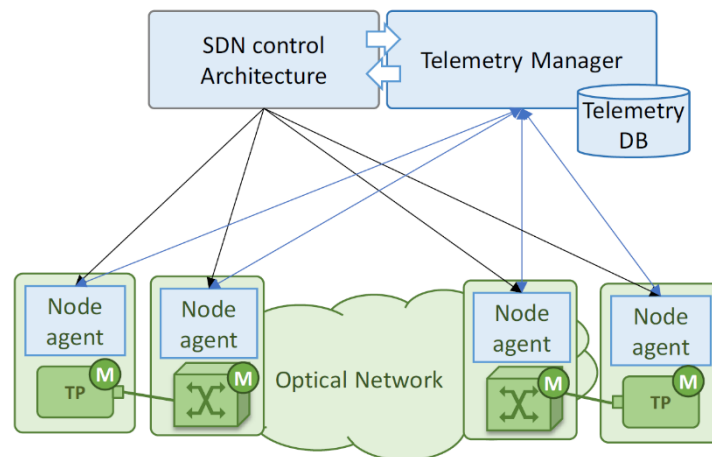 SDN control
Architecture
Telemetry Manager
Telemetry
DB
Node
agent
Node
agent
Node
agent
Node
agent
M
M
M
M
TP
Optical Network
TP